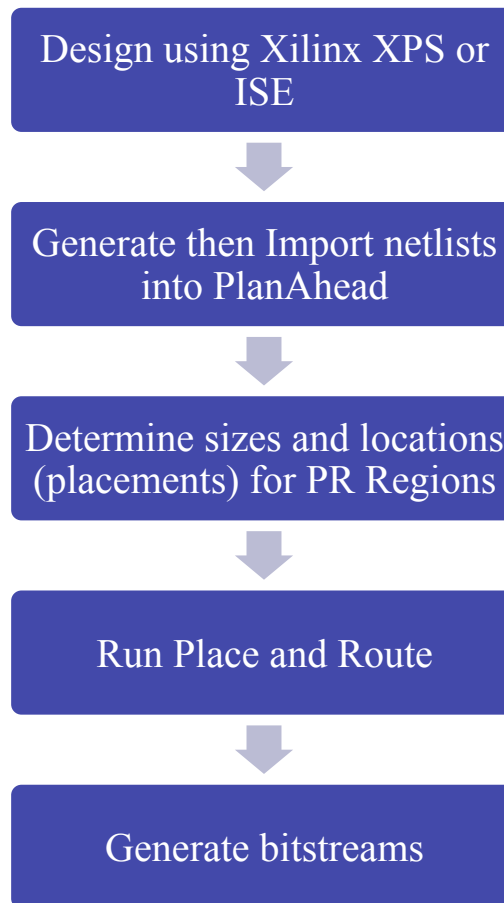 Design using Xilinx XPS or
ISE
Generate then Import netlists
into PlanAhead
Determine sizes and locations
(placements) for PR Regions
Run Place and Route
Generate bitstreams